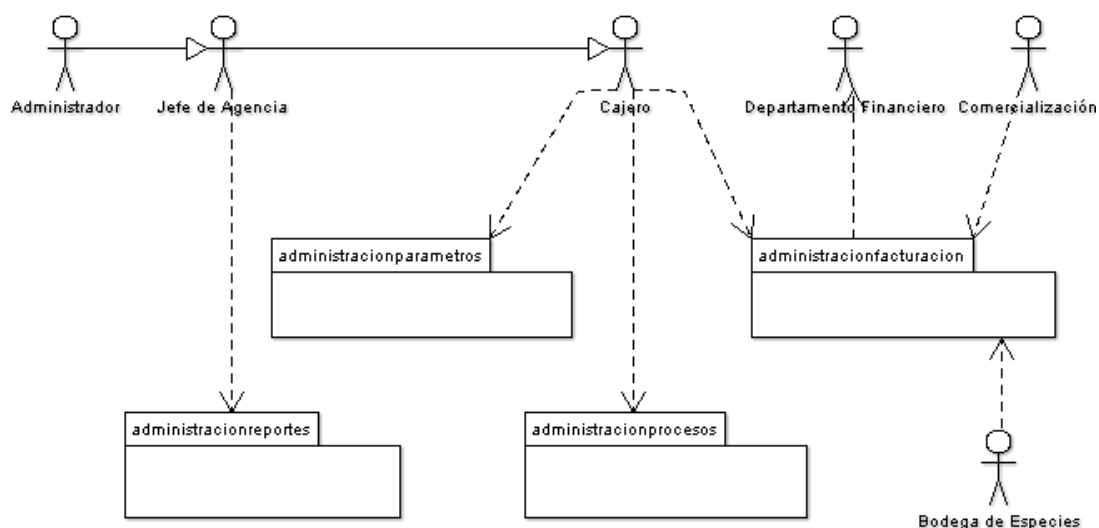 Administrador
Jefe de Agencia
Cajero
Departamento Financiero
Comercialización
administracionparametros
administracionfacturacion
administracionreportes
administracionprocesos
Bodega de Especies